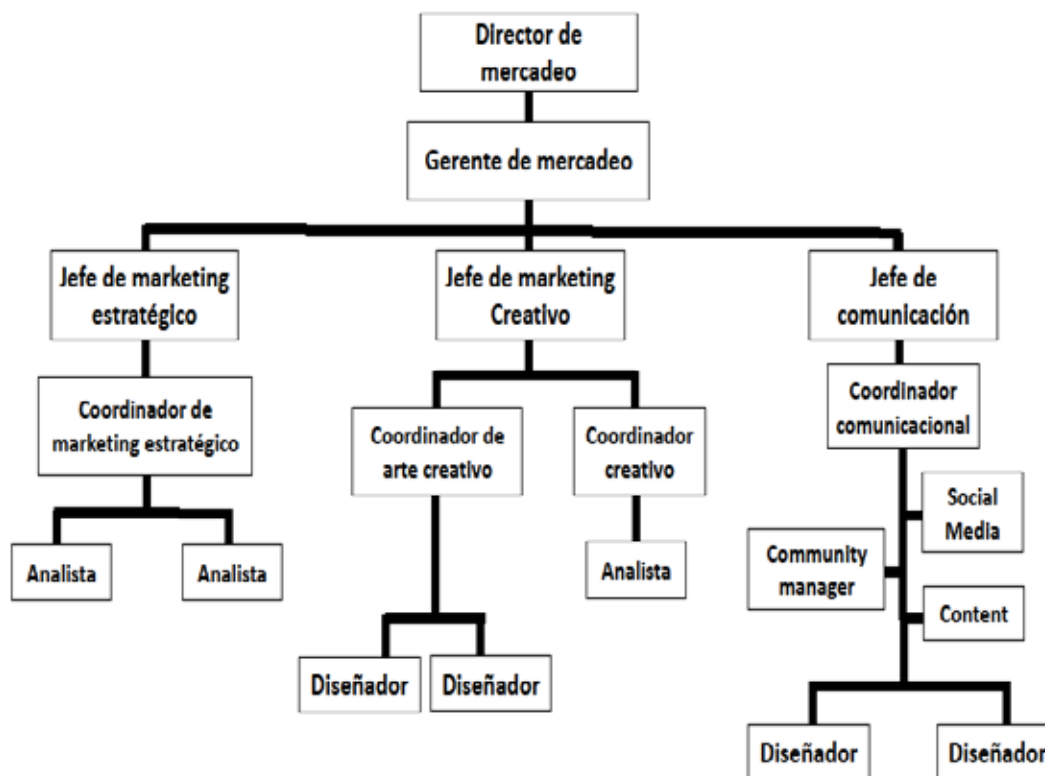 Director de
mercadeo
Gerente de mercadeo
Jefe de marketing
estratégico
Jefe de marketing
Creativo
Jefe de
comunicación
Coordinador de
marketing estratégico
Coordinador de
arte creativo
Coordinador
creativo
Coordinador
comunicacional
Analista
Analista
Analista
Social
Media
Community
manager
Content
Diseñador
Diseñador
Diseñador
Diseñador